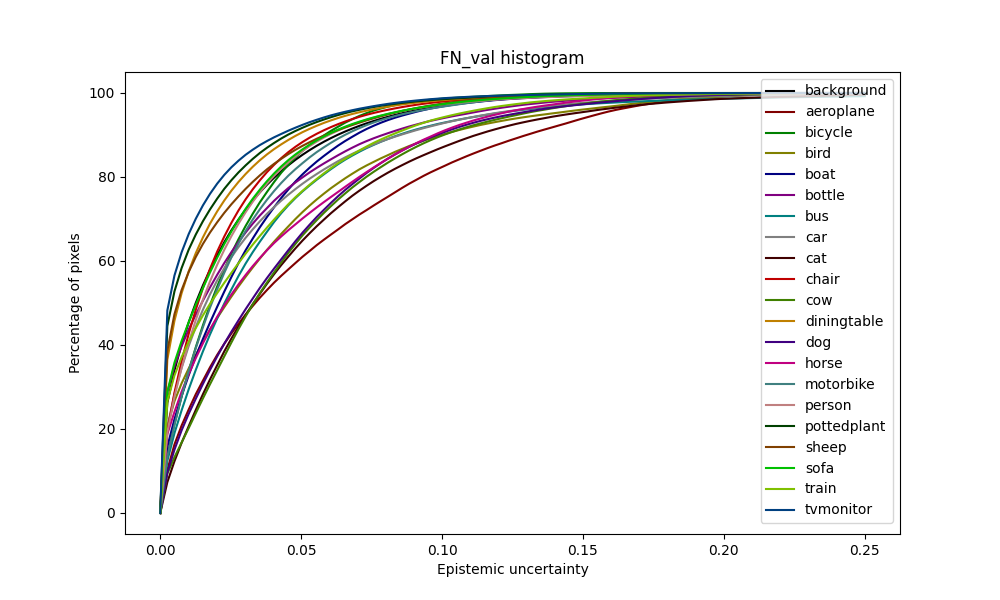 FN_val histogram
Percentage of pixels
100
80
60
40
20
0
0.00
0.05
0.10
0.15
0.20
0.25
Epistemic uncertainty
background
aeroplane
bicycle
bird
boat
bottle
bus
car
cat
chair
cow
diningtable
dog
horse
motorbike
person
pottedplant
sheep
sofa
train
tvmonitor